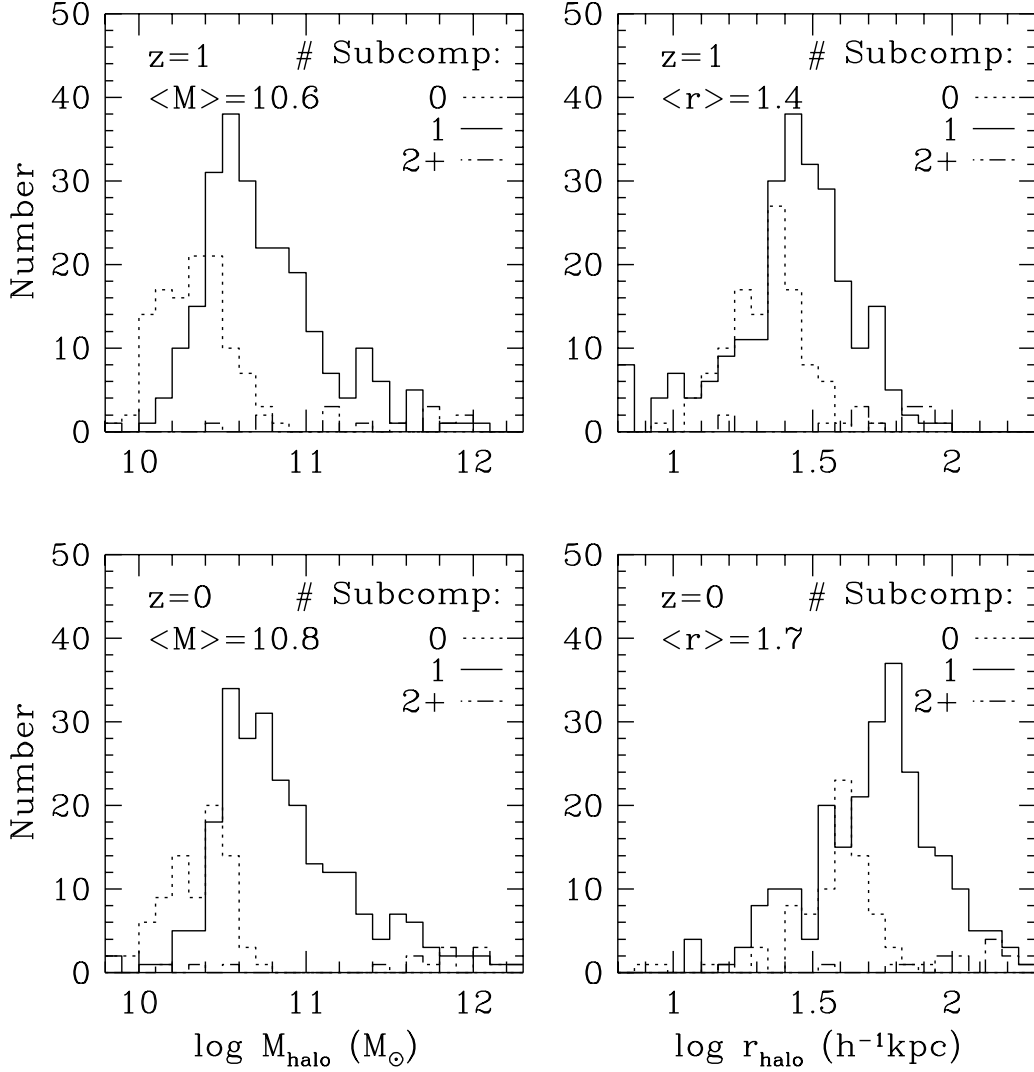 50
40
30
20
10
0
Number
z=1 # Subcomp:
<M>=10.6 0
1
2+
10 11 12
50
40
30
20
10
0
z=1 # Subcomp:
<r>=1.4 0
1
2+
1 1.5 2
50
40
30
20
10
0
Number
z=0 # Subcomp:
<M>=10.8 0
1
2+
10 11 12
log M_halo (M_⊙)
50
40
30
20
10
0
z=0 # Subcomp:
<r>=1.7 0
1
2+
1 1.5 2
log r_halo (h⁻¹kpc)